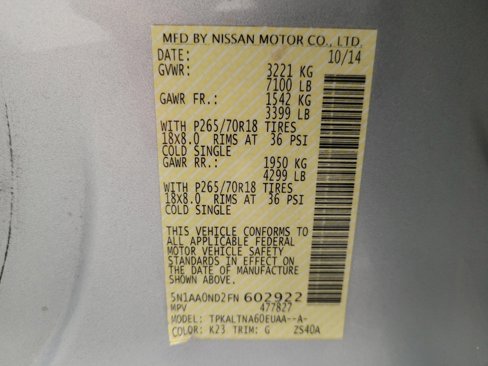 MFD BY NISSAN MOTOR CO., LTD.
DATE: 10/14
GVWR: 3221 KG
7100 LB
GAWR FR.: 1542 KG
3399 LB
WITH P265/70R18 TIRES
18X8.0 RIMS AT 36 PSI
COLD SINGLE
GAWR RR.: 1950 KG
4299 LB
WITH P265/70R18 TIRES
18X8.0 RIMS AT 36 PSI
COLD SINGLE
THIS VEHICLE CONFORMS TO
ALL APPLICABLE FEDERAL
MOTOR VEHICLE SAFETY
STANDARDS IN EFFECT ON
THE DATE OF MANUFACTURE
SHOWN ABOVE.
5N1AA0ND2FN 602922
MPV 477827
MODEL: TPKALTNA60EUAA--A-
COLOR: K23 TRIM: G ZS40A